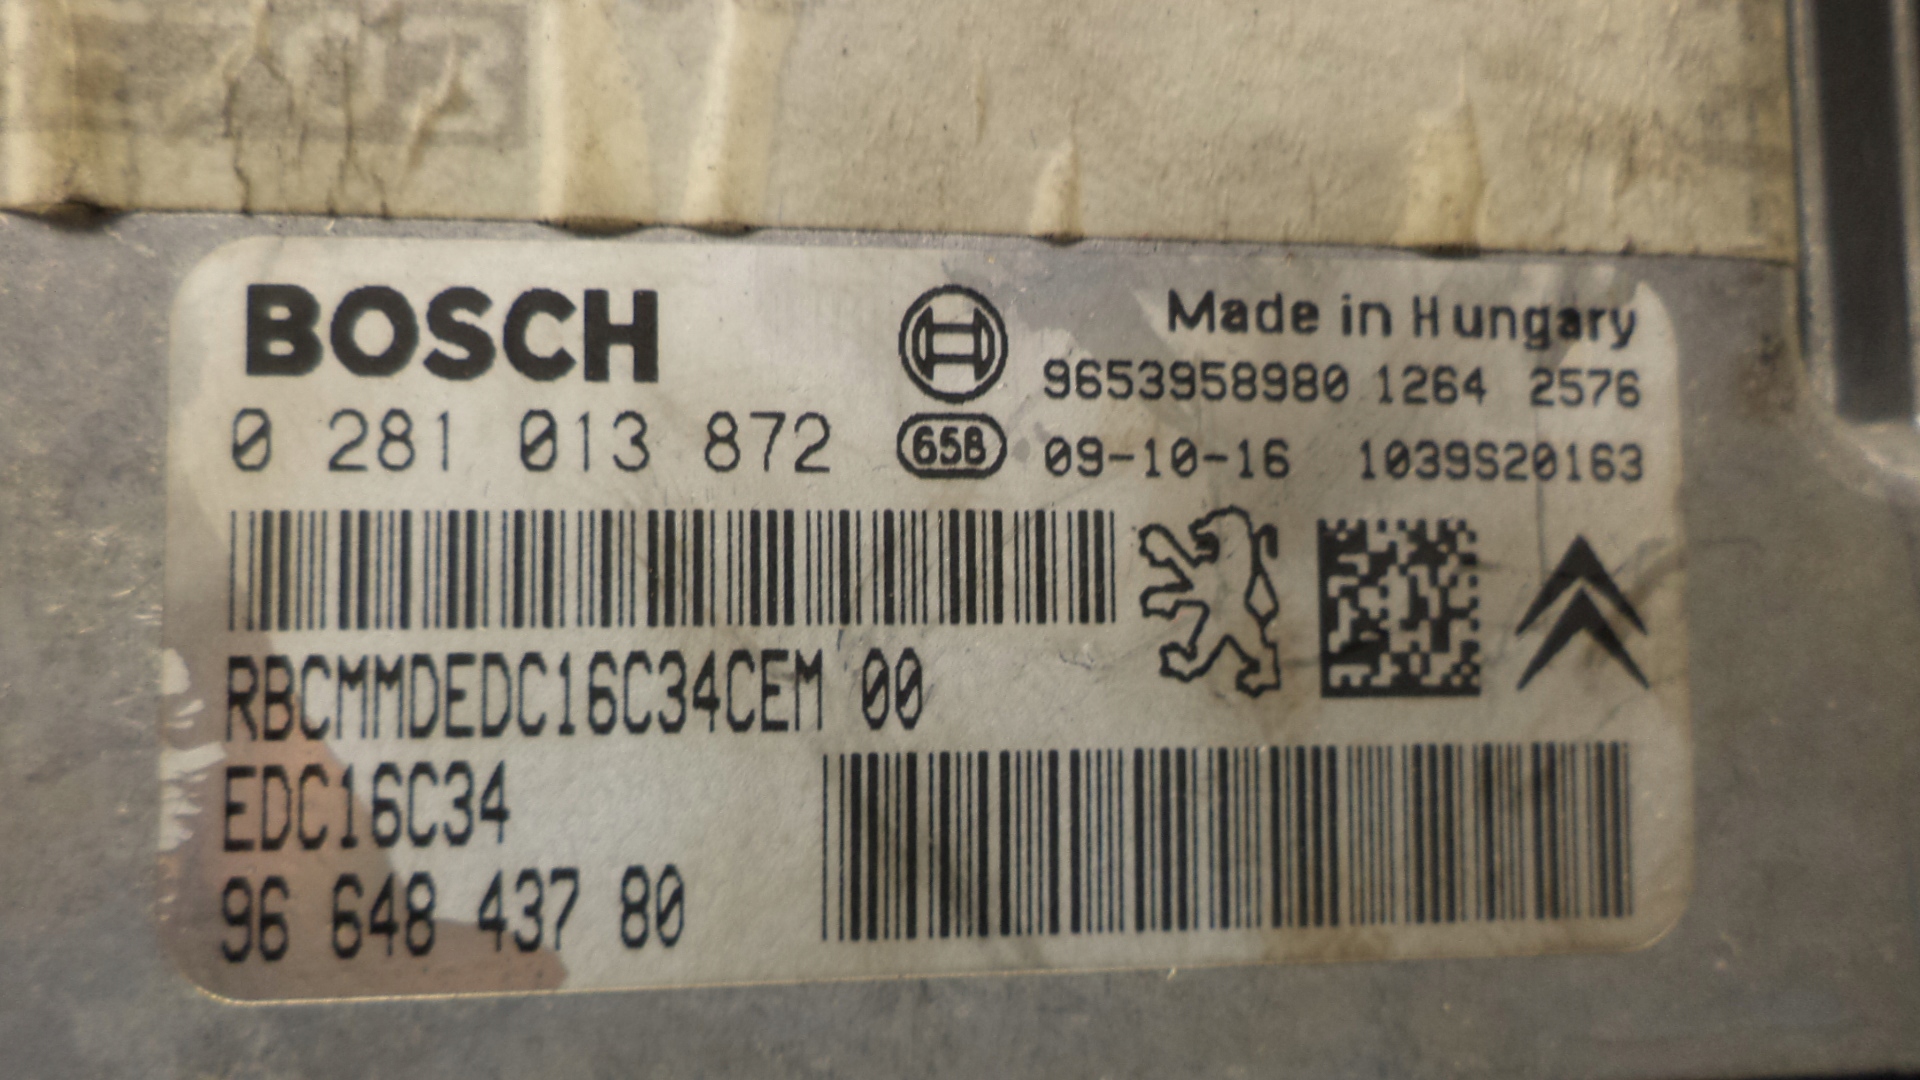 BOSCH
Made in Hungary
9653958980 1264 2576
0 281 013 872
658
09-10-16 1039S20163
RBCMMDEDC16C34CEM 00
EDC16C34
96 648 437 80